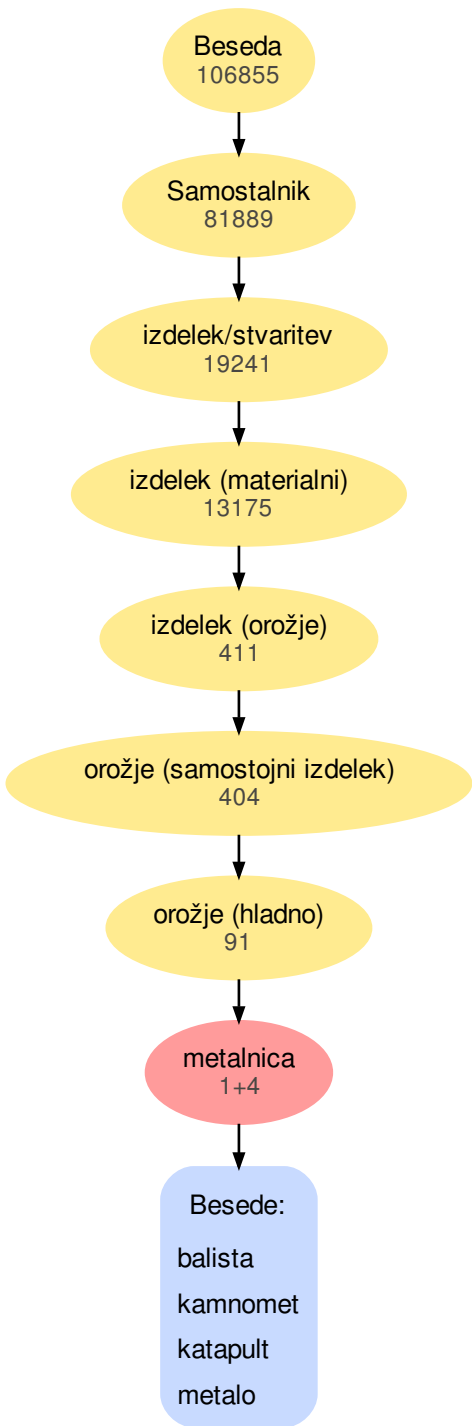 Beseda
106855
Samostalnik
81889
izdelek/stvaritev
19241
izdelek (materialni)
13175
izdelek (orožje)
411
orožje (samostojni izdelek)
404
orožje (hladno)
91
metalnica
1+4
Besede:
balista
kamnomet
katapult
metalo